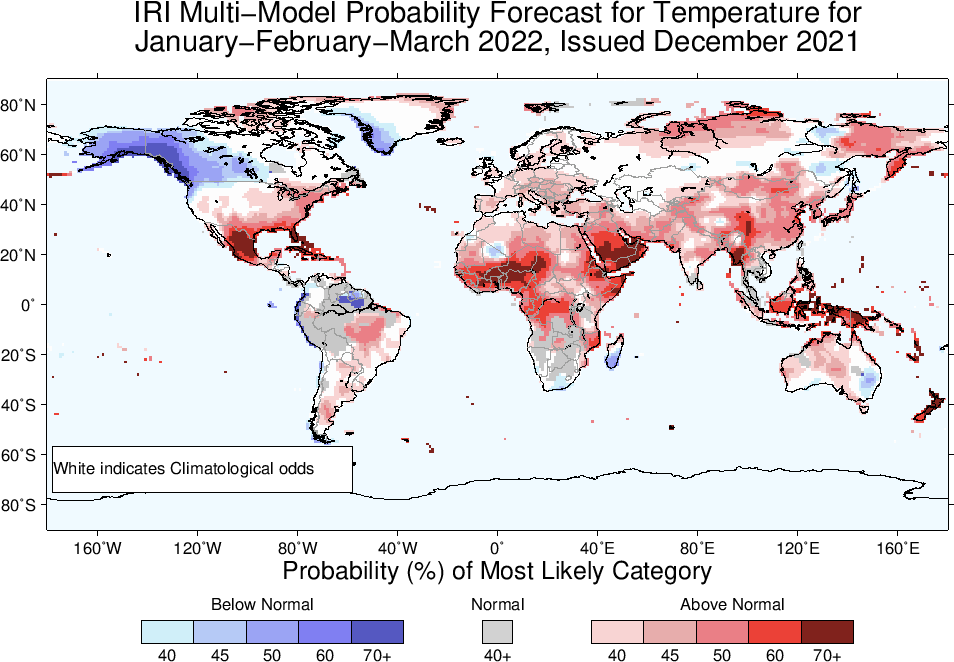 IRI Multi−Model Probability Forecast for Temperature for
January−February−March 2022, Issued December 2021
80˚N
60˚N
40˚N
20˚N
0˚
20˚S
40˚S
60˚S
80˚S
White indicates Climatological odds
160˚W 120˚W 80˚W 40˚W 0˚ 40˚E 80˚E 120˚E 160˚E
Probability (%) of Most Likely Category
Below Normal Normal Above Normal
40 45 50 60 70+ 40+ 40 45 50 60 70+